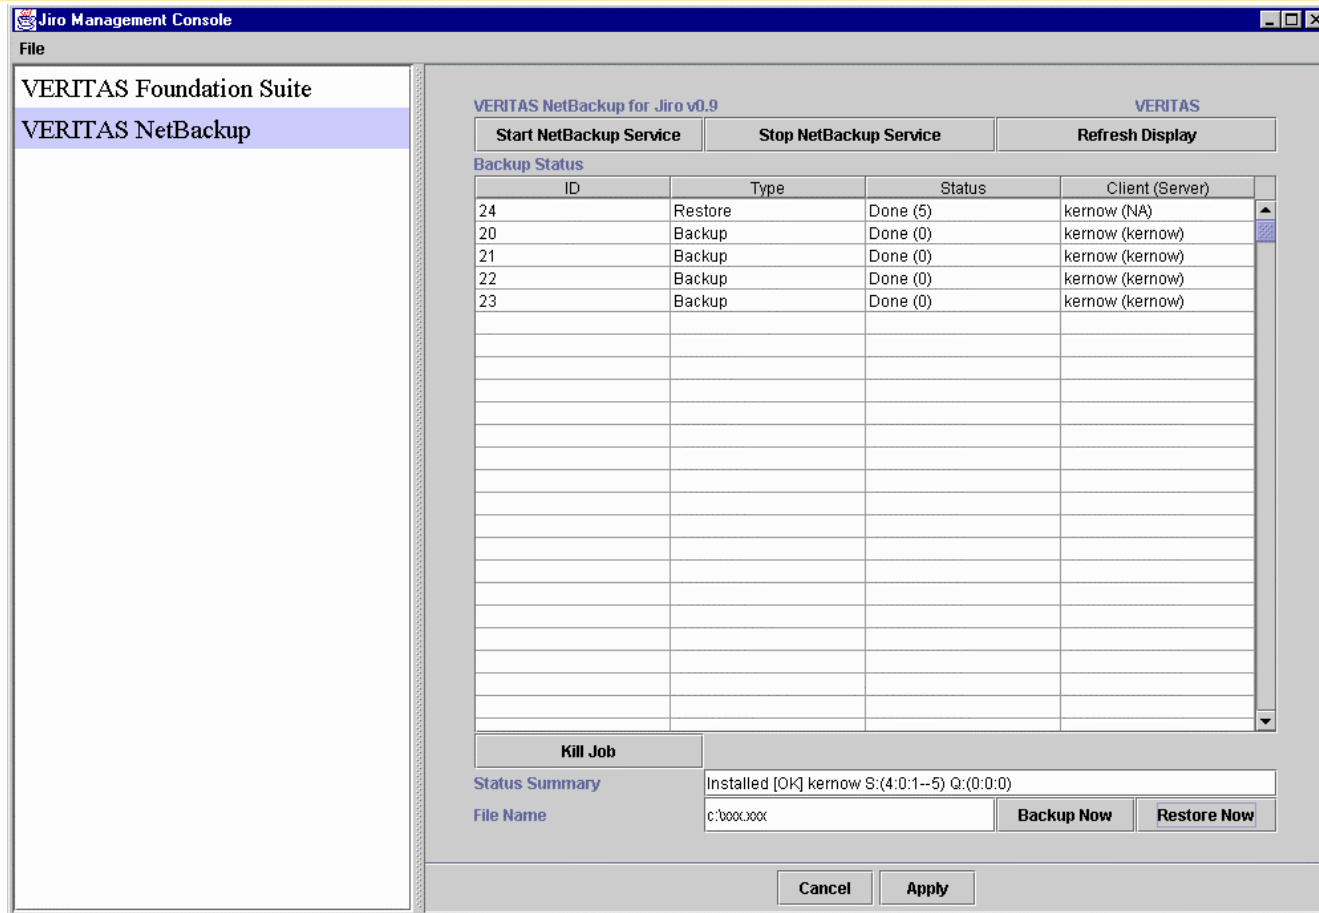 Jiro Management Console
File
VERITAS Foundation Suite
VERITAS NetBackup
VERITAS NetBackup for Jiro v0.9 VERITAS
Start NetBackup Service Stop NetBackup Service Refresh Display
Backup Status
ID Type Status Client (Server)
24 Restore Done (5) kernow (NA)
20 Backup Done (0) kernow (kernow)
21 Backup Done (0) kernow (kernow)
22 Backup Done (0) kernow (kernow)
23 Backup Done (0) kernow (kernow)
Kill Job
Status Summary Installed [OK] kernow S:(4:0:1--5) Q:(0:0:0)
File Name c:\xxx.xxx Backup Now Restore Now
Cancel Apply